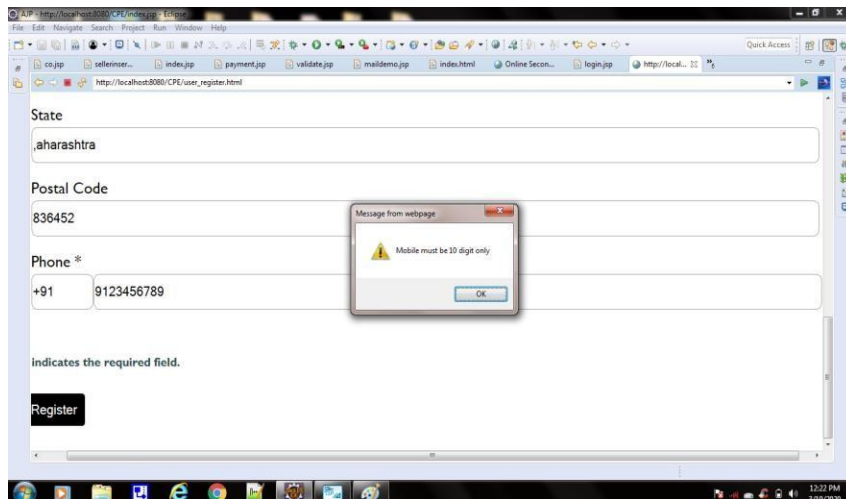 AJP - http://localhost:8080/CPE/index.jsp - Eclipse
File Edit Navigate Search Project Run Window Help
Quick Access
co.jsp sellerinser... index.jsp payment.jsp validate.jsp maildemo.jsp index.html Online Secon... login.jsp http://local...
http://localhost:8080/CPE/user_register.html
State
,aharashtra
Postal Code
836452
Message from webpage
Mobile must be 10 digit only
OK
Phone *
+91 9123456789
indicates the required field.
Register
12:22 PM